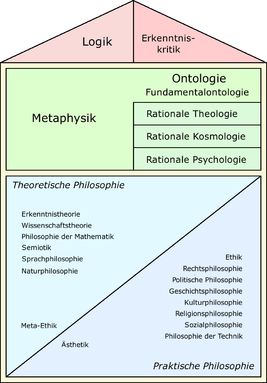 Logik
Erkenntnis-
kritik
Ontologie
Fundamentalontologie
Metaphysik
Rationale Theologie
Rationale Kosmologie
Rationale Psychologie
Theoretische Philosophie
Erkenntnistheorie
Wissenschaftstheorie
Philosophie der Mathematik
Semiotik
Sprachphilosophie
Naturphilosophie
Meta-Ethik
Ästhetik
Ethik
Rechtsphilosophie
Politische Philosophie
Geschichtsphilosophie
Kulturphilosophie
Religionsphilosophie
Sozialphilosophie
Philosophie der Technik
Praktische Philosophie